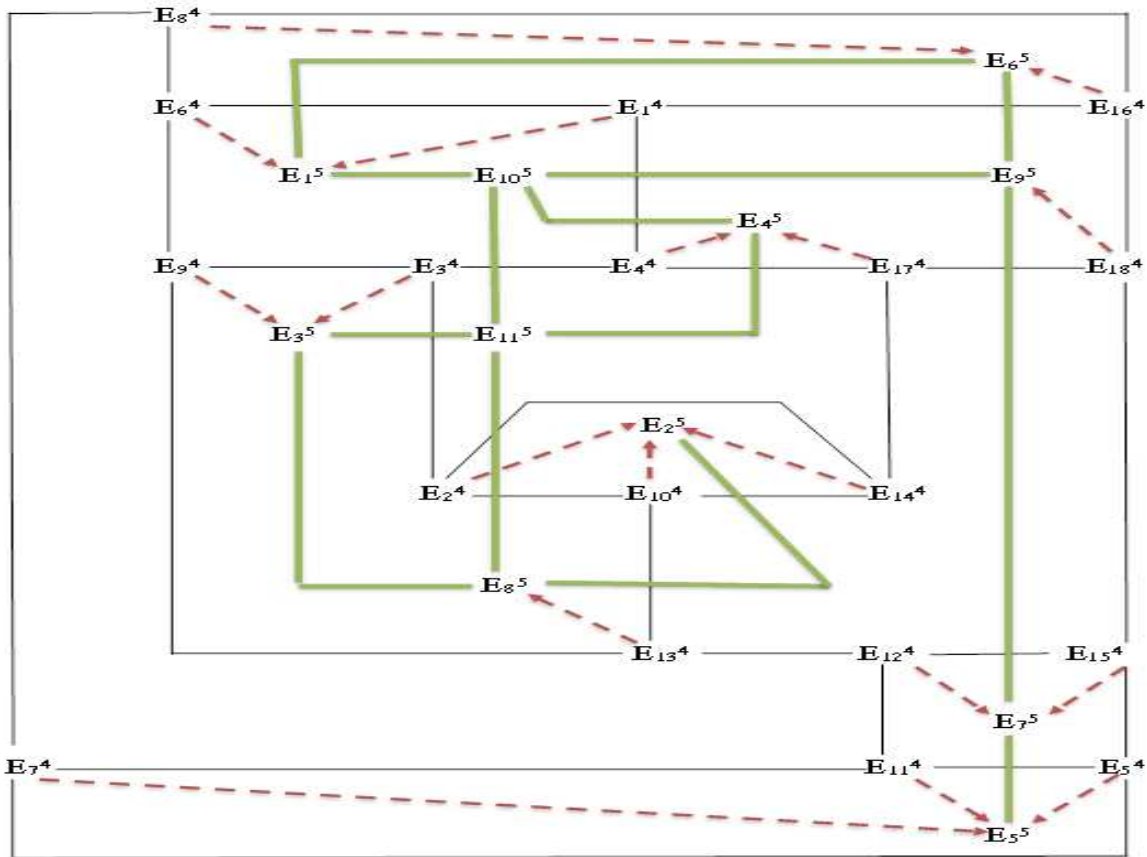 E₈⁴
E₆⁵
E₆⁴ E₁⁴ E₁₆⁴
E₁⁵ E₁₀⁵ E₉⁵
E₄⁵
E₉⁴ E₃⁴ E₄⁴ E₁₇⁴ E₁₈⁴
E₃⁵ E₁₁⁵
E₂⁵
E₂⁴ E₁₀⁴ E₁₄⁴
E₈⁵
E₁₃⁴ E₁₂⁴ E₁₅⁴
E₇⁵
E₇⁴ E₁₁⁴ E₅⁴
E₅⁵